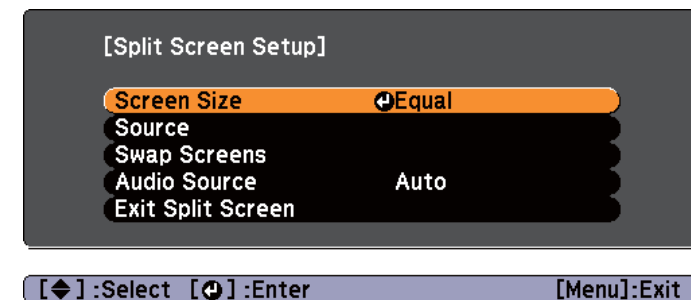 [Split Screen Setup]
Screen Size Equal
Source
Swap Screens
Audio Source Auto
Exit Split Screen
[◆]:Select [⏎]:Enter [Menu]:Exit